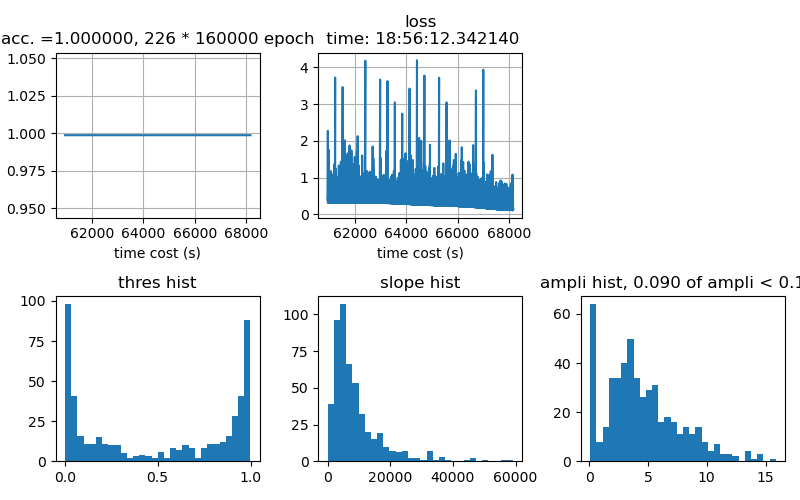 loss
acc. =1.000000, 226 * 160000 epoch
time: 18:56:12.342140
1.050
1.025
1.000
0.975
0.950
62000 64000 66000 68000
time cost (s)
4
3
2
1
0
62000 64000 66000 68000
time cost (s)
thres hist
100
75
50
25
0
0.0 0.5 1.0
slope hist
100
75
50
25
0
0 20000 40000 60000
ampli hist, 0.090 of ampli < 0.1
60
40
20
0
0 5 10 15